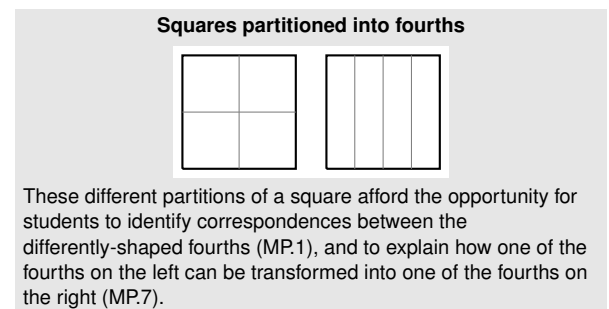 Squares partitioned into fourths
These different partitions of a square afford the opportunity for
students to identify correspondences between the
differently-shaped fourths (MP.1), and to explain how one of the
fourths on the left can be transformed into one of the fourths on
the right (MP.7).